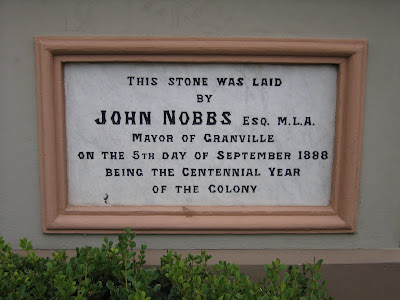 This stone was laid
by
John Nobbs Esq. M.L.A.
Mayor of Granville
on the 5th day of September 1888
being the Centennial Year
of the Colony